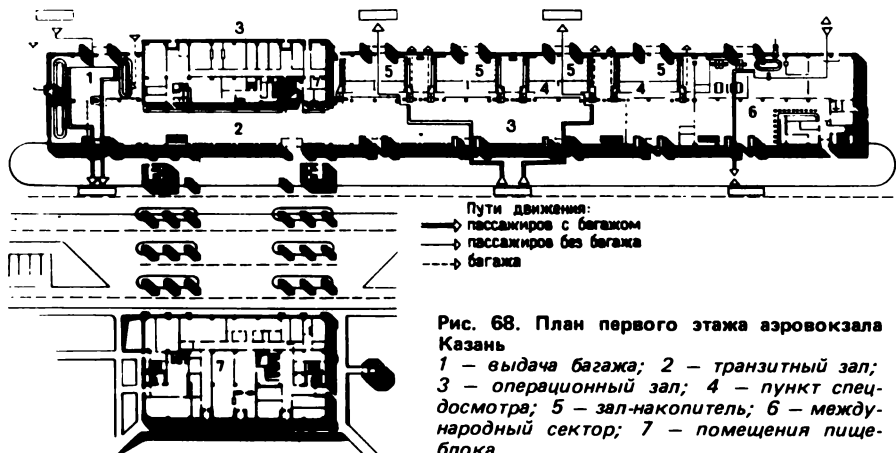 3
1
5
5
5
5
4
4
2
3
6
Пути движения:
пассажиров с багажом
пассажиров без багажа
багажа
7
Рис. 68. План первого этажа аэровокзала
Казань
1 — выдача багажа; 2 — транзитный зал;
3 — операционный зал; 4 — пункт спец-
досмотра; 5 — зал-накопитель; 6 — между-
народный сектор; 7 — помещения пище-
блока